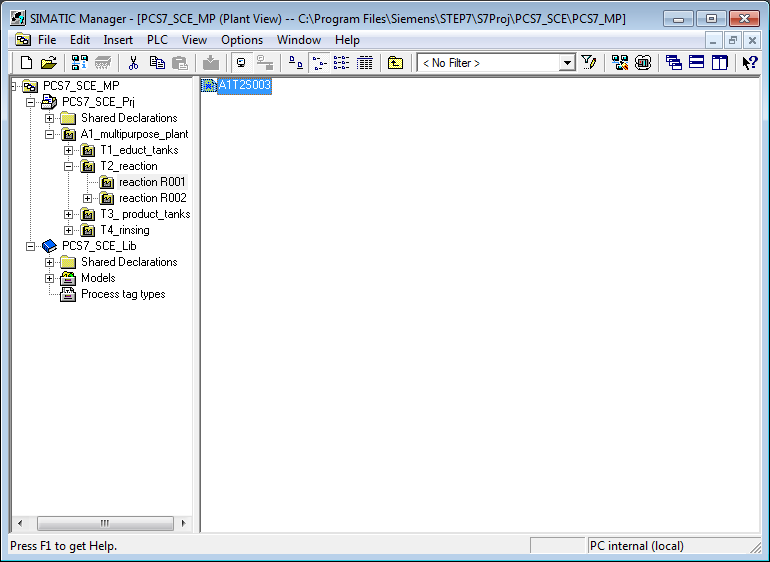 SIMATIC Manager - [PCS7_SCE_MP (Plant View) -- C:\Program Files\Siemens\STEP7\S7Proj\PCS7_SCE\PCS7_MP]
File Edit Insert PLC View Options Window Help
< No Filter >
PCS7_SCE_MP
PCS7_SCE_Prj
Shared Declarations
A1_multipurpose_plant
T1_educt_tanks
T2_reaction
reaction R001
reaction R002
T3_ product_tanks
T4_rinsing
PCS7_SCE_Lib
Shared Declarations
Models
Process tag types
A1T2S003
Press F1 to get Help.
PC internal (local)